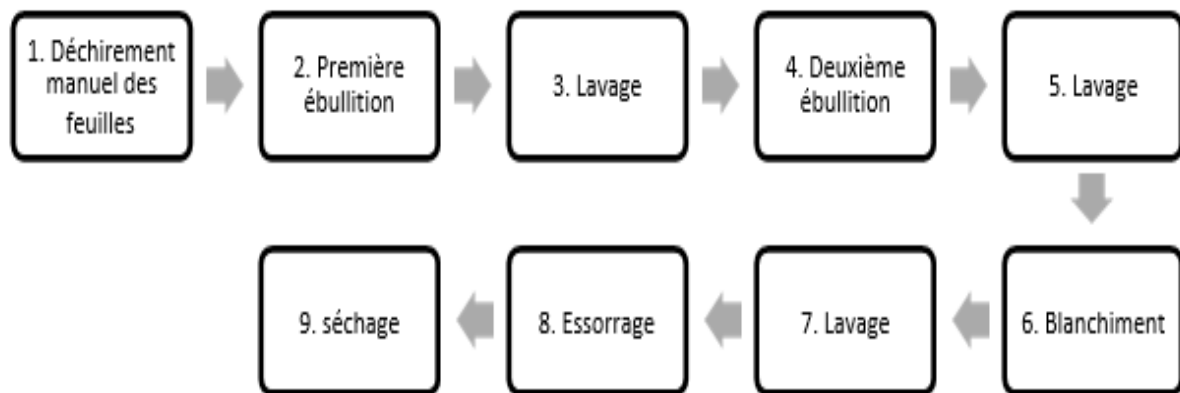 1. Déchirement
manuel des
feuilles
2. Première
ébullition
3. Lavage
4. Deuxième
ébullition
5. Lavage
6. Blanchiment
7. Lavage
8. Essorrage
9. séchage